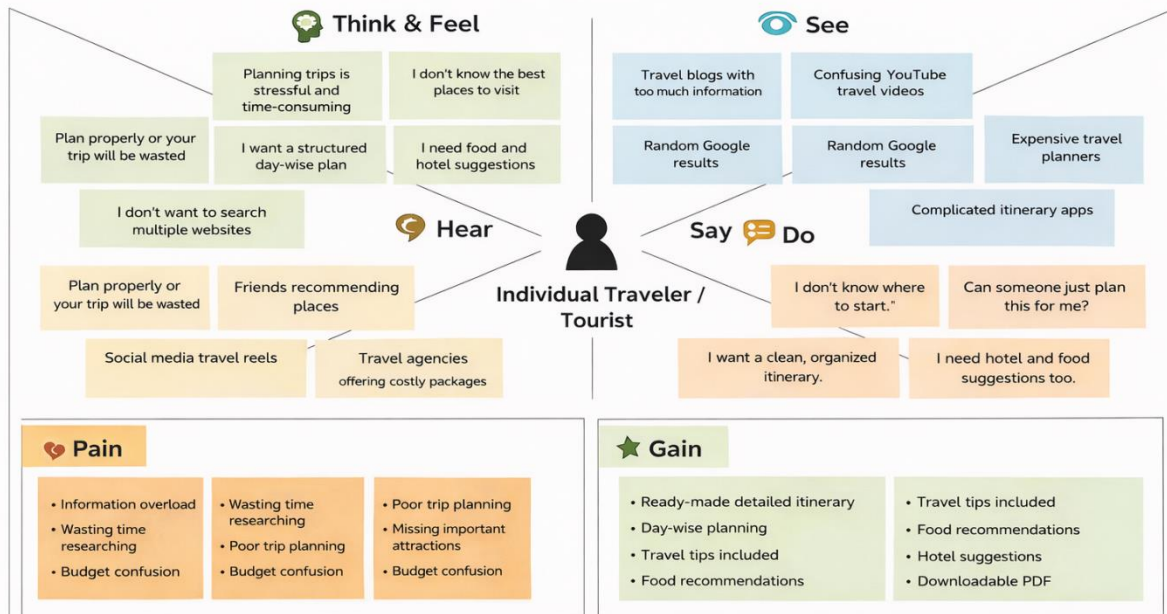 Think & Feel
Planning trips is
stressful and
time-consuming
I don't know the best
places to visit
Plan properly or your
trip will be wasted
I want a structured
day-wise plan
I need food and
hotel suggestions
I don't want to search
multiple websites
See
Travel blogs with
too much information
Confusing YouTube
travel videos
Random Google
results
Random Google
results
Expensive travel
planners
Complicated itinerary apps
Hear
Plan properly or
your trip will be wasted
Friends recommending
places
Social media travel reels
Travel agencies
offering costly packages
Individual Traveler /
Tourist
Say Do
I don't know where
to start."
Can someone just plan
this for me?
I want a clean, organized
itinerary.
I need hotel and food
suggestions too.
Pain
• Information overload
• Wasting time
researching
• Budget confusion
• Wasting time
researching
• Poor trip planning
• Budget confusion
• Poor trip planning
• Missing important
attractions
• Budget confusion
Gain
• Ready-made detailed itinerary
• Day-wise planning
• Travel tips included
• Food recommendations
• Travel tips included
• Food recommendations
• Hotel suggestions
• Downloadable PDF